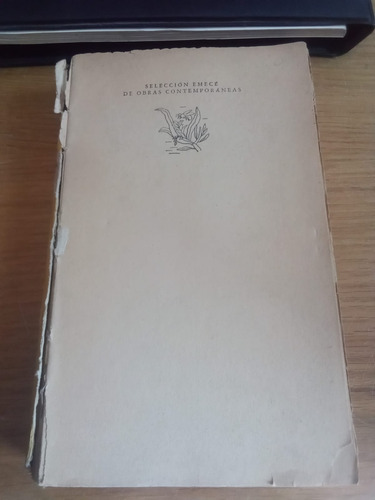 SELECCIÓN EMECÉ
DE OBRAS CONTEMPORÁNEAS